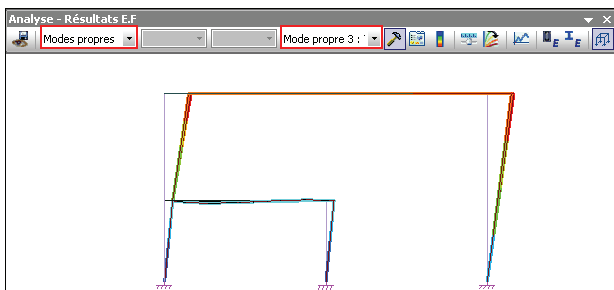 Analyse - Résultats E.F
Modes propres
Mode propre 3 :
E
E